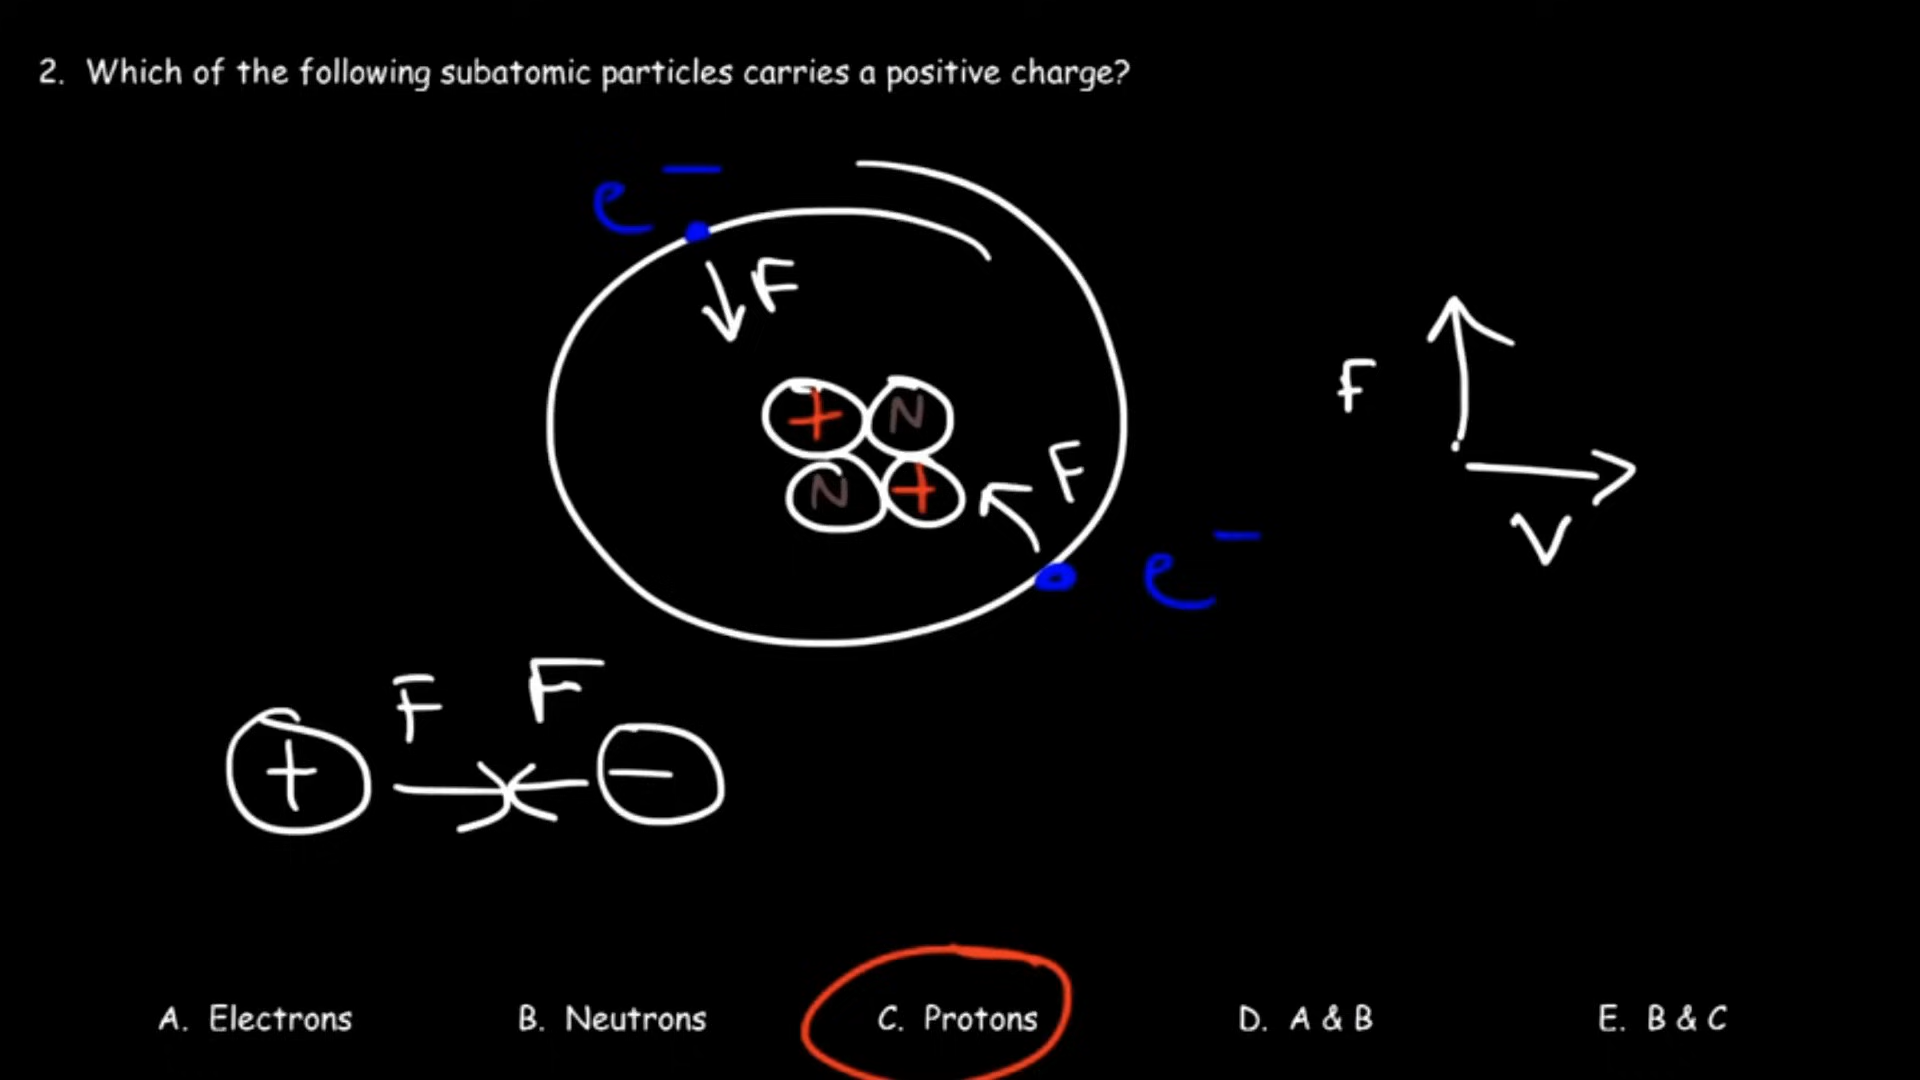 2. Which of the following subatomic particles carries a positive charge?
e⁻
F
+ N
N +
F
e⁻
F
V
F F
+ −
A. Electrons B. Neutrons C. Protons D. A & B E. B & C